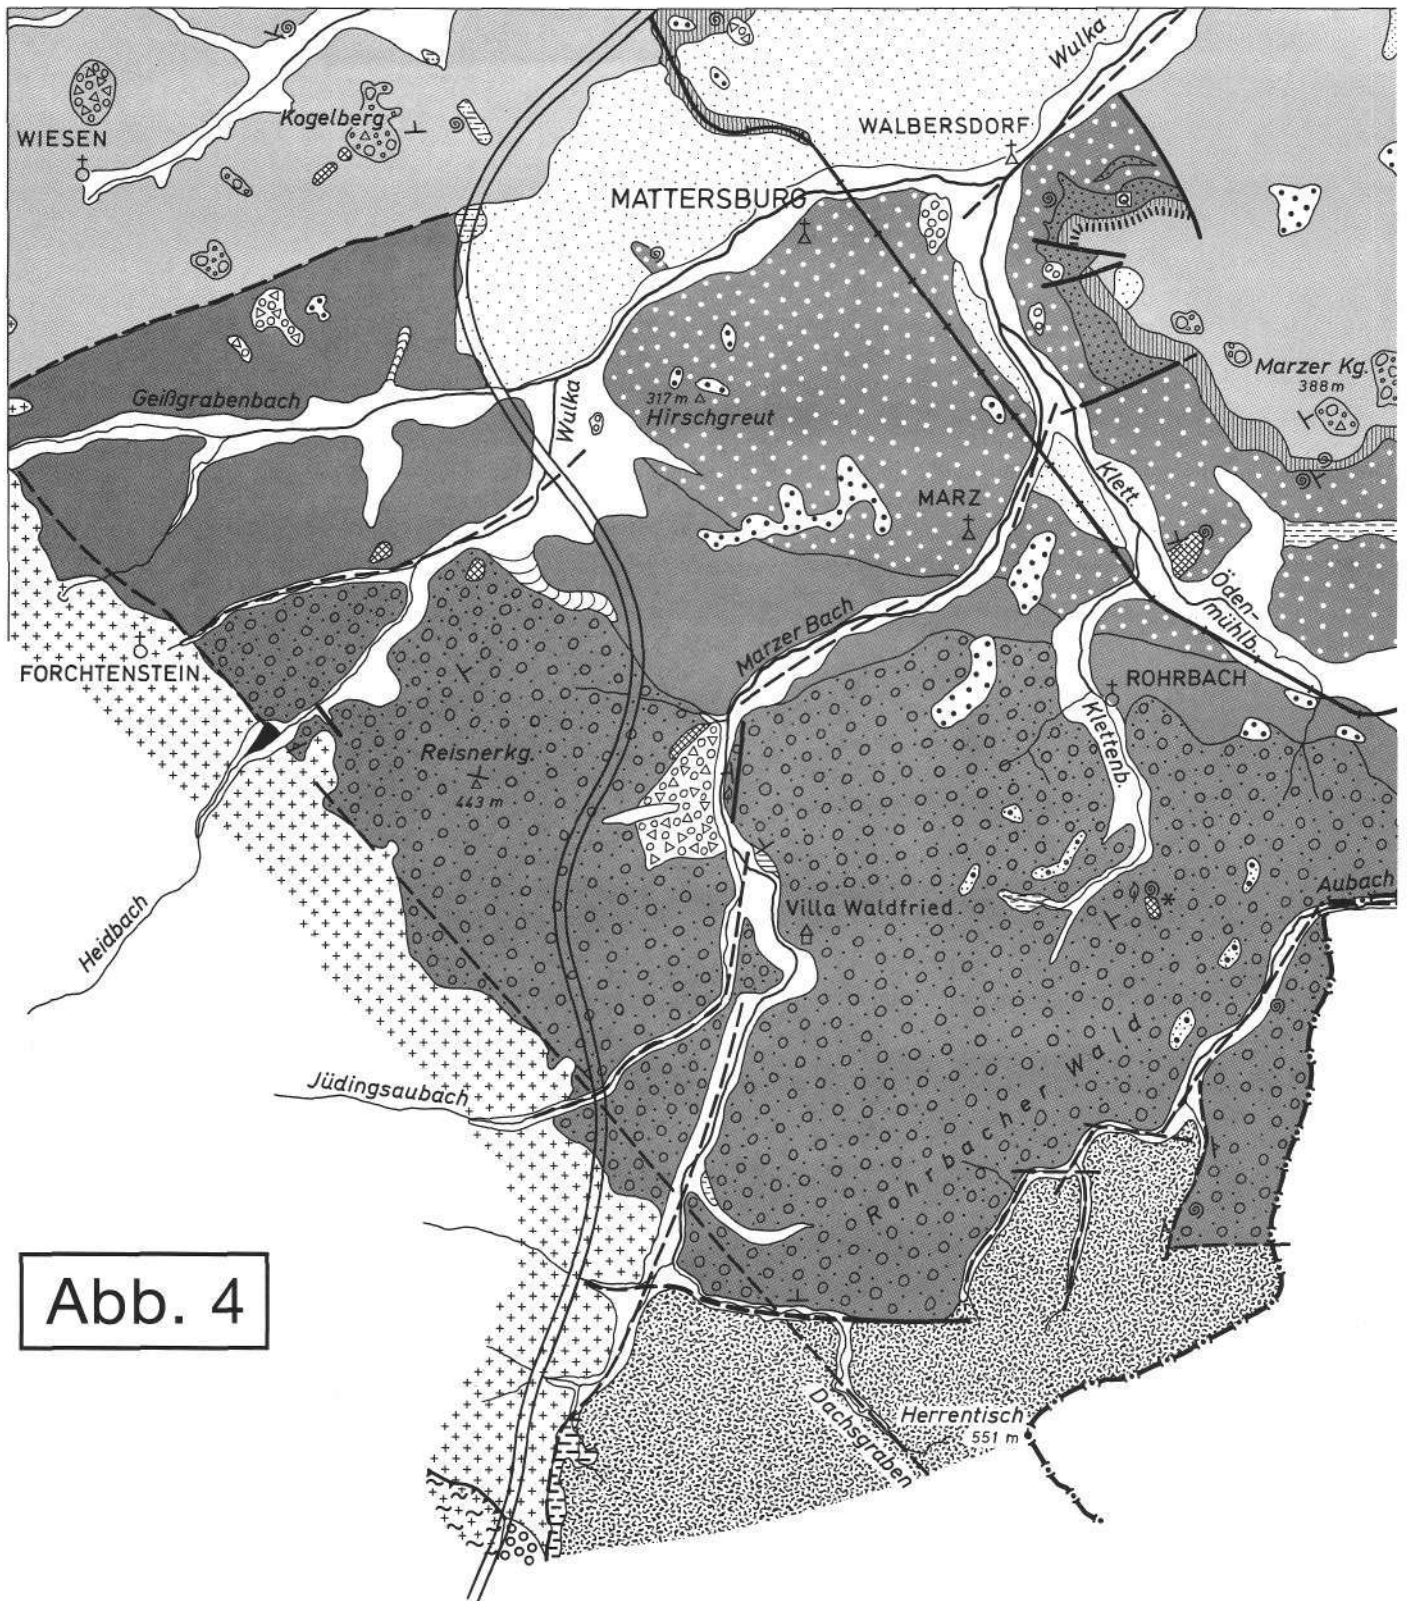 Wulka
WIESEN
Kogelberg
WALBERSDORF
MATTERSBURG
Marzer Kg.
388 m
Geißgrabenbach
Wulka
317 m
Hirschgreut
Klett
MARZ
Öden-
mühlb.
Marzer Bach
FORCHTENSTEIN
ROHRBACH
Klettenb.
Reisnerkg.
443 m
Villa Waldfried
Aubach
Heidbach
Rohrbacher Wald
Jüdingsaubach
Abb. 4
Dachsgraben
Herrentisch
551 m